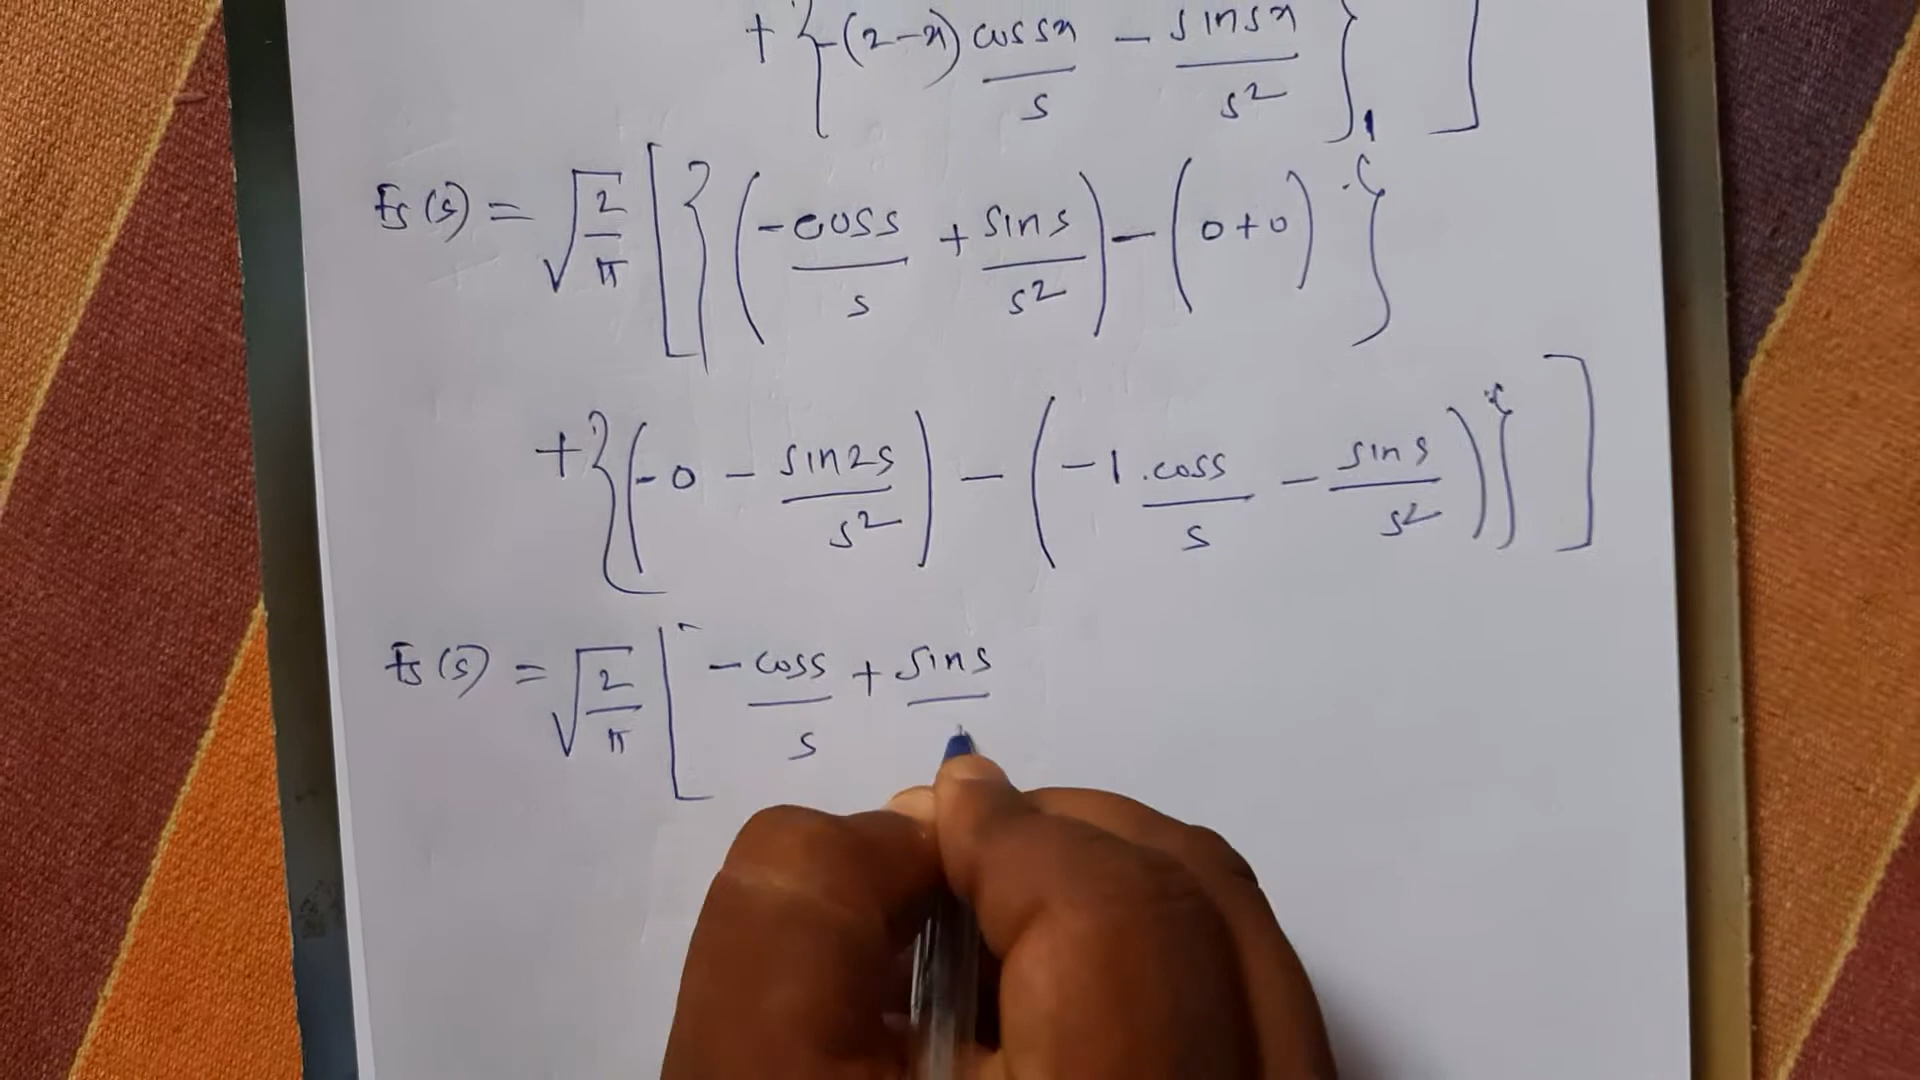 + {-(2-x) cos sx / s - sin sx / s² }₁ ]
Fs(s) = √(2/π) [ { ( -cos s / s + sin s / s² ) - (0+0) }
+ { ( -0 - sin 2s / s² ) - ( -1 . cos s / s - sin s / s² ) } ]
Fs(s) = √(2/π) [ -cos s / s + sin s /